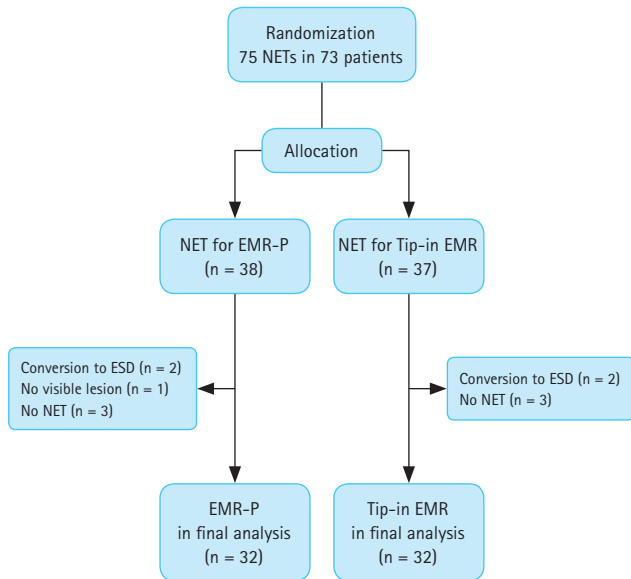 Randomization
75 NETs in 73 patients
Allocation
NET for EMR-P
(n = 38)
NET for Tip-in EMR
(n = 37)
Conversion to ESD (n = 2)
No visible lesion (n = 1)
No NET (n = 3)
Conversion to ESD (n = 2)
No NET (n = 3)
EMR-P
in final analysis
(n = 32)
Tip-in EMR
in final analysis
(n = 32)